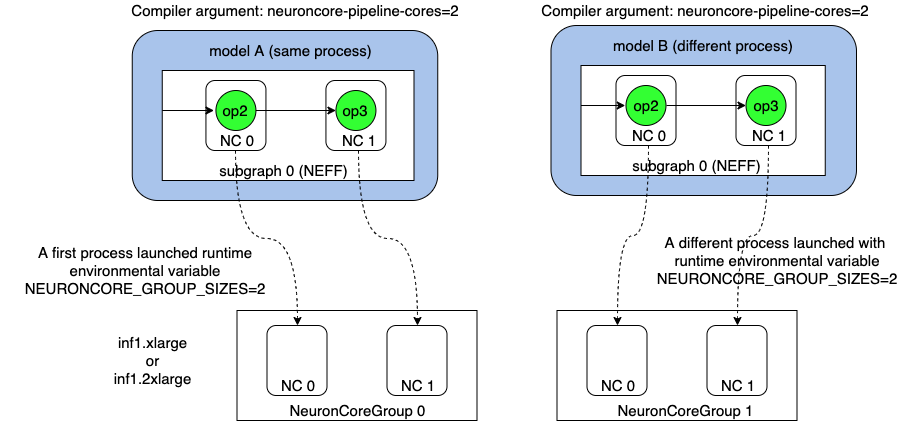 Compiler argument: neuroncore-pipeline-cores=2
model A (same process)
op2
op3
NC 0
NC 1
subgraph 0 (NEFF)
A first process launched runtime
environmental variable
NEURONCORE_GROUP_SIZES=2
inf1.xlarge
or
inf1.2xlarge
NC 0
NC 1
NeuronCoreGroup 0
Compiler argument: neuroncore-pipeline-cores=2
model B (different process)
op2
op3
NC 0
NC 1
subgraph 0 (NEFF)
A different process launched with
runtime environmental variable
NEURONCORE_GROUP_SIZES=2
NC 0
NC 1
NeuronCoreGroup 1